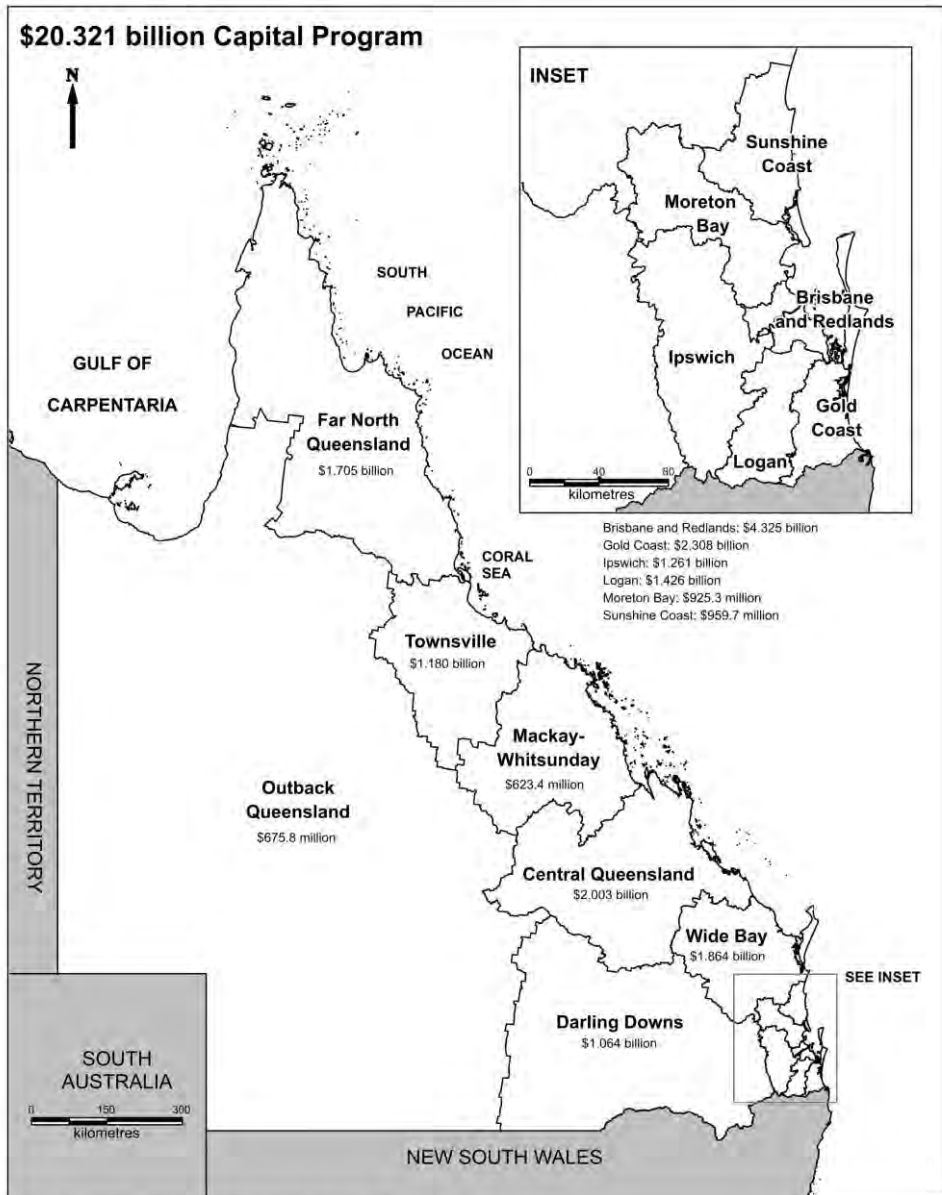 $20.321 billion Capital Program
N
INSET
Sunshine
Coast
Moreton
Bay
Brisbane
and Redlands
Ipswich
Gold
Coast
Logan
0 40 80
kilometres
Brisbane and Redlands: $4.325 billion
Gold Coast: $2.308 billion
Ipswich: $1.261 billion
Logan: $1.426 billion
Moreton Bay: $925.3 million
Sunshine Coast: $959.7 million
SOUTH
PACIFIC
OCEAN
GULF OF
CARPENTARIA
Far North
Queensland
$1.705 billion
CORAL
SEA
Townsville
$1.180 billion
Mackay-
Whitsunday
$623.4 million
NORTHERN TERRITORY
Outback
Queensland
$675.8 million
Central Queensland
$2.003 billion
Wide Bay
$1.864 billion
SEE INSET
Darling Downs
$1.064 billion
SOUTH
AUSTRALIA
0 150 300
kilometres
NEW SOUTH WALES